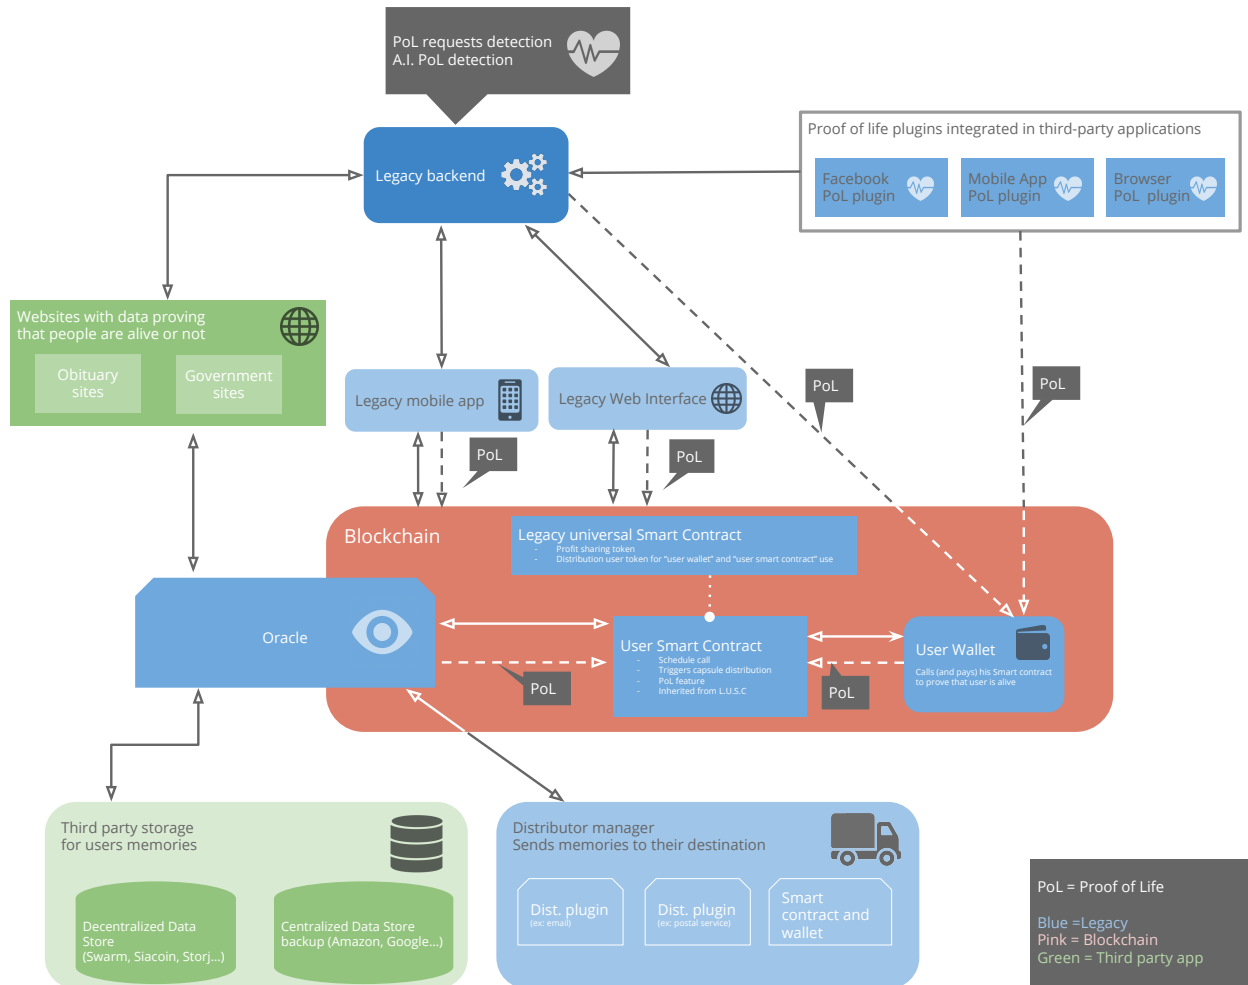 PoL requests detection
A.I. PoL detection
Legacy backend
Proof of life plugins integrated in third-party applications
Facebook
PoL plugin
Mobile App
PoL plugin
Browser
PoL plugin
Websites with data proving
that people are alive or not
Obituary
sites
Government
sites
Legacy mobile app
Legacy Web Interface
PoL
PoL
PoL
PoL
Blockchain
Legacy universal Smart Contract
- Profit sharing token
- Distribution user token for “user wallet” and “user smart contract” use
Oracle
User Smart Contract
- Schedule call
- Triggers capsule distribution
- PoL feature
- Inherited from L.U.S.C
User Wallet
Calls (and pays) his Smart contract
to prove that user is alive
PoL
PoL
Third party storage
for users memories
Decentralized Data
Store
(Swarm, Siacoin, Storj...)
Centralized Data Store
backup (Amazon, Google...)
Distributor manager
Sends memories to their destination
Dist. plugin
(ex: email)
Dist. plugin
(ex: postal service)
Smart
contract and
wallet
PoL = Proof of Life
Blue =Legacy
Pink = Blockchain
Green = Third party app